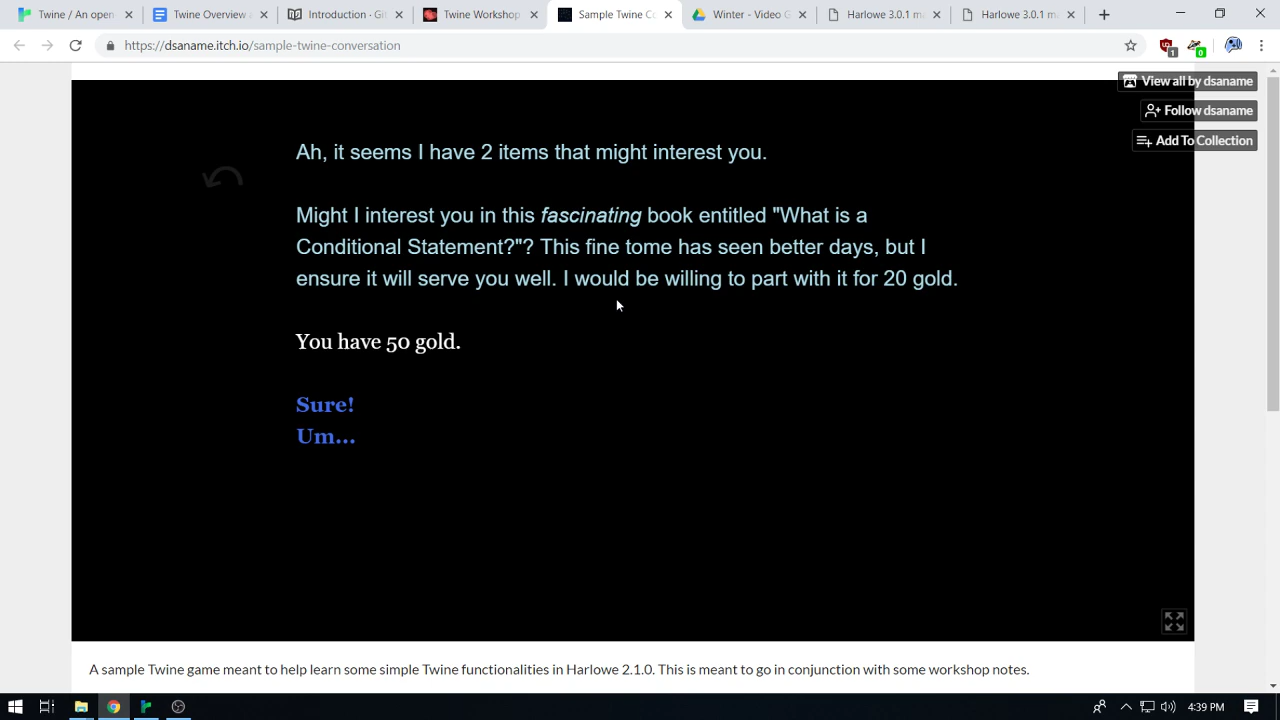 Twine / An open
Twine Overview
Introduction - Gi
Twine Workshop
Sample Twine Co
Winter - Video G
Harlowe 3.0.1 ma
Harlowe 3.0.1 ma
https://dsaname.itch.io/sample-twine-conversation
1
0
View all by dsaname
Follow dsaname
Add To Collection
Ah, it seems I have 2 items that might interest you.
Might I interest you in this fascinating book entitled "What is a
Conditional Statement?"? This fine tome has seen better days, but I
ensure it will serve you well. I would be willing to part with it for 20 gold.
You have 50 gold.
Sure!
Um...
A sample Twine game meant to help learn some simple Twine functionalities in Harlowe 2.1.0. This is meant to go in conjunction with some workshop notes.
4:39 PM